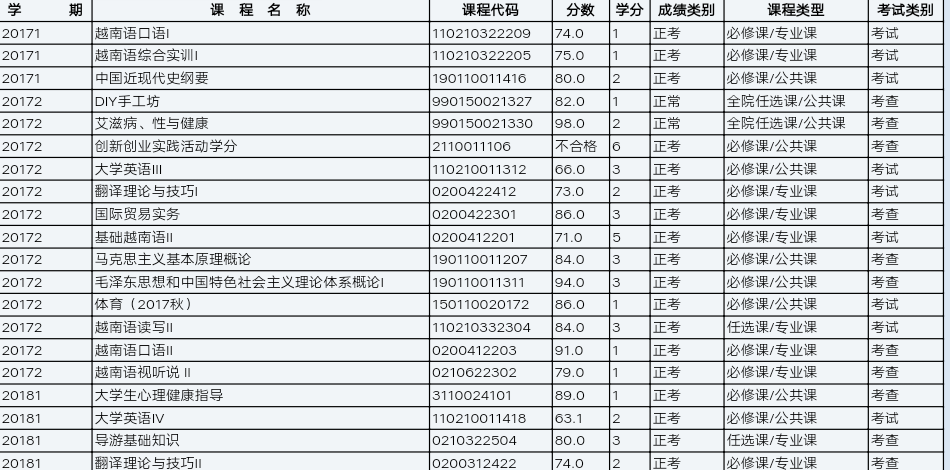 学 期 课 程 名 称 课程代码 分数 学分 成绩类别 课程类型 考试类别
20171 越南语口语I 110210322209 74.0 1 正考 必修课/专业课 考试
20171 越南语综合实训I 110210322205 75.0 1 正考 必修课/专业课 考试
20171 中国近现代史纲要 190110011416 80.0 2 正考 必修课/公共课 考试
20172 DIY手工坊 990150021327 82.0 1 正常 全院任选课/公共课 考查
20172 艾滋病、性与健康 990150021330 98.0 2 正常 全院任选课/公共课 考查
20172 创新创业实践活动学分 2110011106 不合格 6 正考 必修课/公共课 考查
20172 大学英语III 110210011312 66.0 3 正考 必修课/公共课 考试
20172 翻译理论与技巧I 0200422412 73.0 2 正考 必修课/专业课 考试
20172 国际贸易实务 0200422301 86.0 3 正考 必修课/专业课 考查
20172 基础越南语II 0200412201 71.0 5 正考 必修课/专业课 考试
20172 马克思主义基本原理概论 190110011207 84.0 3 正考 必修课/公共课 考查
20172 毛泽东思想和中国特色社会主义理论体系概论I 190110011311 94.0 3 正考 必修课/公共课 考查
20172 体育（2017秋） 150110020172 86.0 1 正考 必修课/公共课 考试
20172 越南语读写II 110210332304 84.0 3 正考 任选课/专业课 考试
20172 越南语口语II 0200412203 91.0 1 正考 必修课/专业课 考查
20172 越南语视听说 II 0210622302 79.0 1 正考 必修课/专业课 考查
20181 大学生心理健康指导 3110024101 89.0 1 正考 必修课/公共课 考查
20181 大学英语IV 110210011418 63.1 2 正考 必修课/公共课 考试
20181 导游基础知识 0210322504 80.0 3 正考 任选课/专业课 考查
20181 翻译理论与技巧II 0200312422 74.0 2 正考 必修课/专业课 考查